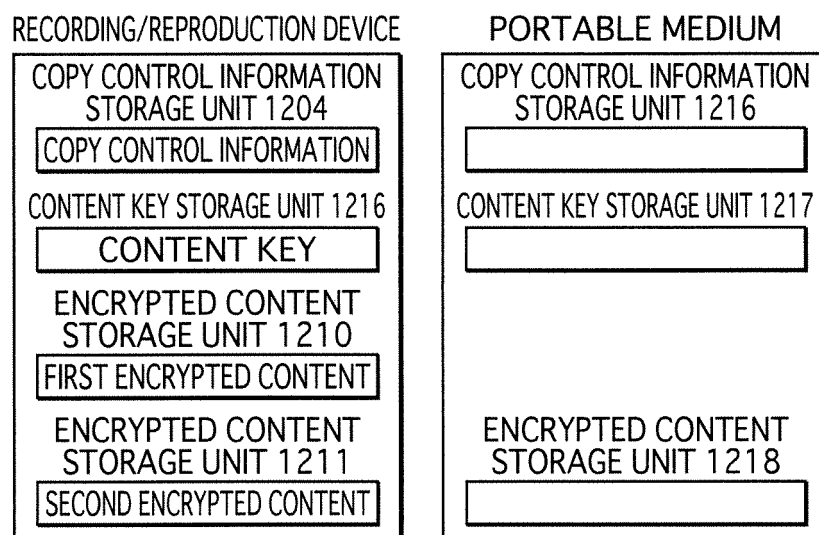 RECORDING/REPRODUCTION DEVICE
COPY CONTROL INFORMATION
STORAGE UNIT 1204
COPY CONTROL INFORMATION
CONTENT KEY STORAGE UNIT 1216
CONTENT KEY
ENCRYPTED CONTENT
STORAGE UNIT 1210
FIRST ENCRYPTED CONTENT
ENCRYPTED CONTENT
STORAGE UNIT 1211
SECOND ENCRYPTED CONTENT
PORTABLE MEDIUM
COPY CONTROL INFORMATION
STORAGE UNIT 1216
CONTENT KEY STORAGE UNIT 1217
ENCRYPTED CONTENT
STORAGE UNIT 1218